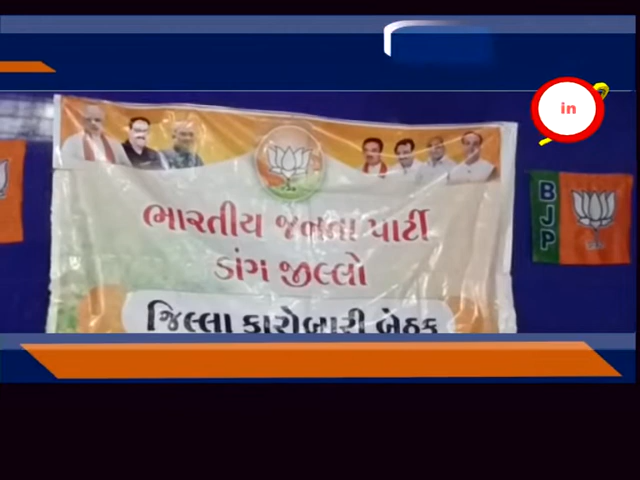 in
ભારતીય જનતા પાર્ટી
ડાંગ જીલ્લો
જિલ્લા કારોબારી બેઠક
BJP